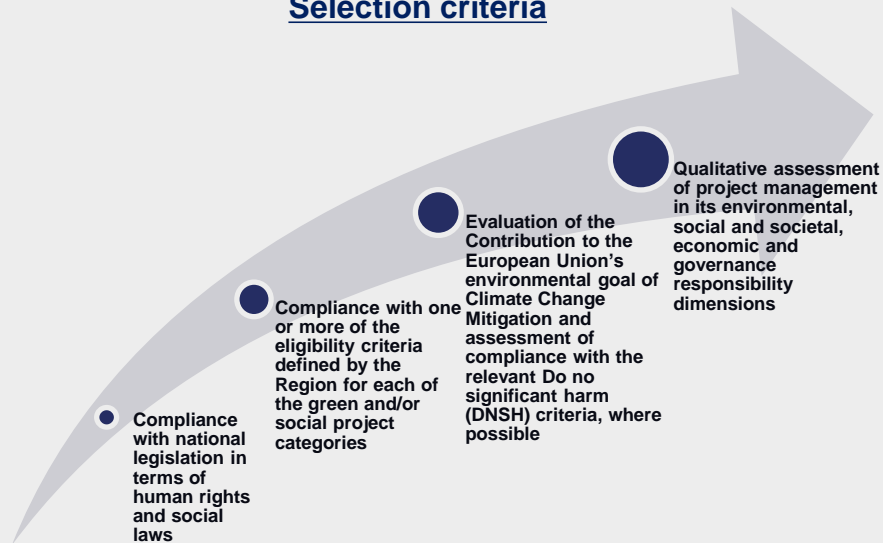 Selection criteria
Compliance
with national
legislation in
terms of
human rights
and social
laws
Compliance with one
or more of the
eligibility criteria
defined by the
Region for each of
the green and/or
social project
categories
Evaluation of the
Contribution to the
European Union's
environmental goal of
Climate Change
Mitigation and
assessment of
compliance with the
relevant Do no
significant harm
(DNSH) criteria, where
possible
Qualitative assessment
of project management
in its environmental,
social and societal,
economic and
governance
responsibility
dimensions